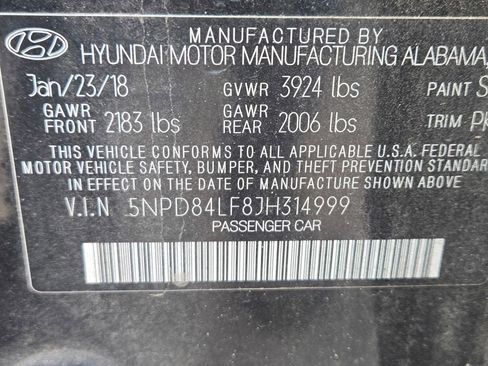 MANUFACTURED BY
HYUNDAI MOTOR MANUFACTURING ALABAMA,
Jan/23/18 GVWR 3924 lbs PAINT S
GAWR FRONT 2183 lbs GAWR REAR 2006 lbs TRIM
THIS VEHICLE CONFORMS TO ALL APPLICABLE U.S.A. FEDERAL
MOTOR VEHICLE SAFETY, BUMPER, AND THEFT PREVENTION STANDAR
IN EFFECT ON THE DATE OF MANUFACTURE SHOWN ABOVE
V.I.N 5NPD84LF8JH314999
PASSENGER CAR